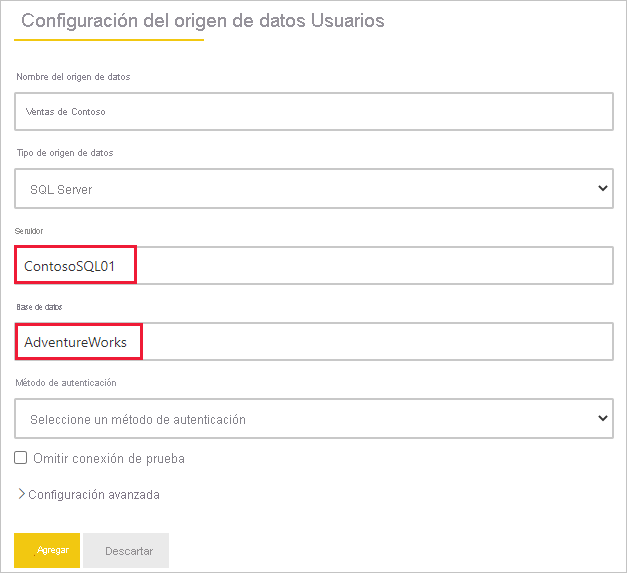 Configuración del origen de datos Usuarios
Nombre del origen de datos
Ventas de Contoso
Tipo de origen de datos
SQL Server
Servidor
ContosoSQL01
Base de datos
AdventureWorks
Método de autenticación
Seleccione un método de autenticación
Omitir conexión de prueba
Configuración avanzada
Agregar Descartar